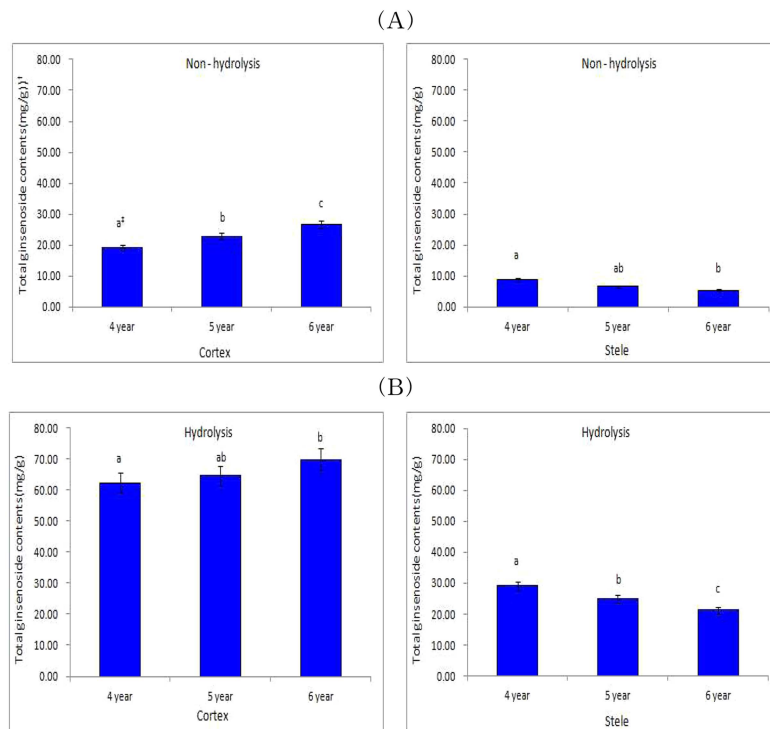 (A)
Non - hydrolysis
Total ginsenoside contents(mg/g))¹
80.00
70.00
60.00
50.00
40.00
30.00
20.00
10.00
0.00
a‡
b
c
4 year
5 year
6 year
Cortex
Non - hydrolysis
Total ginsenoside contents(mg/g)
80.00
70.00
60.00
50.00
40.00
30.00
20.00
10.00
0.00
a
ab
b
4 year
5 year
6 year
Stele
(B)
Hydrolysis
Total ginsenoside contents(mg/g)
80.00
70.00
60.00
50.00
40.00
30.00
20.00
10.00
0.00
a
ab
b
4 year
5 year
6 year
Cortex
Hydrolysis
Total ginsenoside contents(mg/g)
80.00
70.00
60.00
50.00
40.00
30.00
20.00
10.00
0.00
a
b
c
4 year
5 year
6 year
Stele